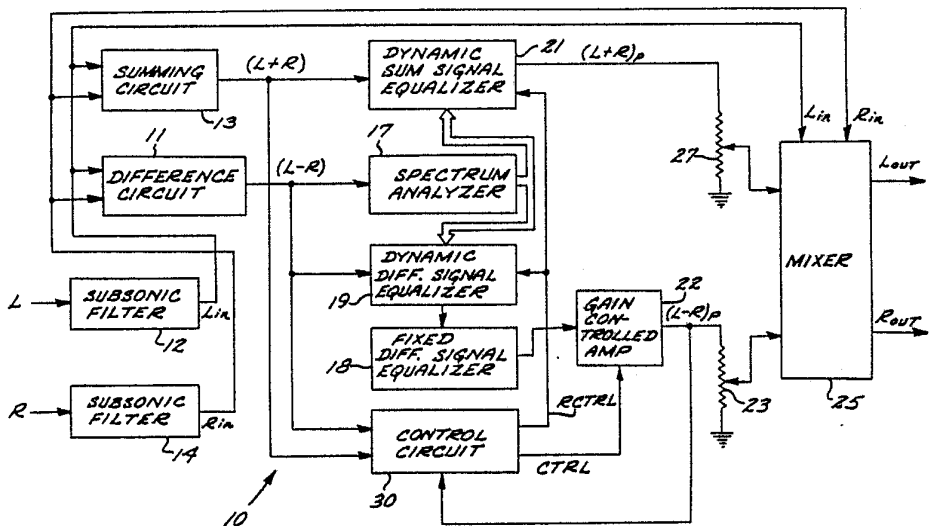 SUMMING
CIRCUIT
13
(L+R)
DYNAMIC
SUM SIGNAL
EQUALIZER
21
(L+R)P
11
DIFFERENCE
CIRCUIT
(L-R)
17
SPECTRUM
ANALYZER
27
Lin
Rin
LOUT
MIXER
ROUT
25
L
SUBSONIC
FILTER
12
Lin
R
SUBSONIC
FILTER
14
Rin
DYNAMIC
DIFF. SIGNAL
EQUALIZER
19
FIXED
DIFF. SIGNAL
EQUALIZER
18
GAIN
CON-
TROLLED
AMP
22
(L-R)P
23
RCTRL
CONTROL
CIRCUIT
30
CTRL
10